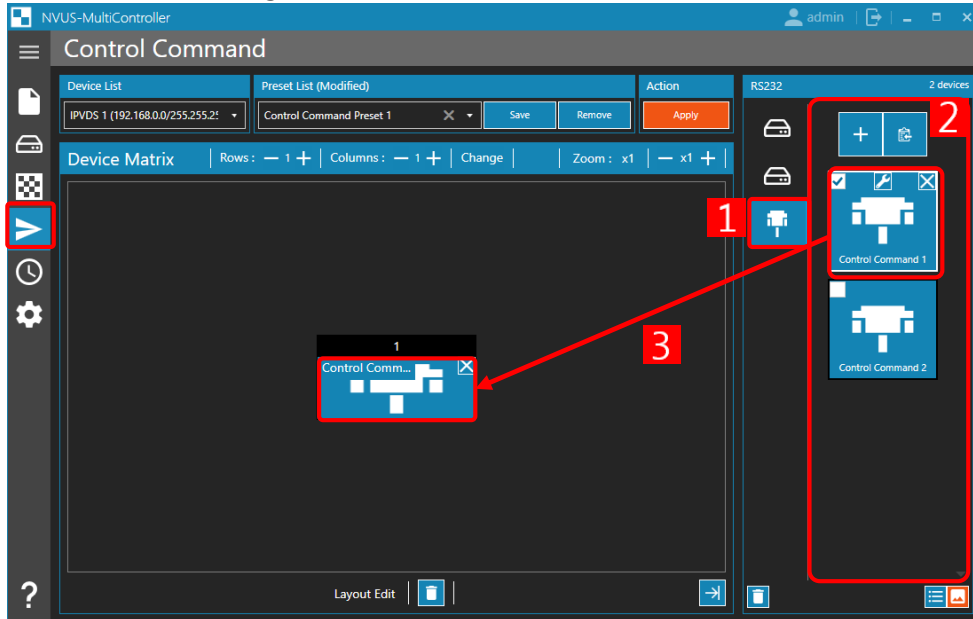 NVUS-MultiController
admin
Control Command
Device List
Preset List (Modified)
Action
RS232
2 devices
IPVDS 1 (192.168.0.0/255.255.2
Control Command Preset 1
Save
Remove
Apply
2
Device Matrix
Rows: 1
Columns: 1
Change
Zoom: x1
x1
1
Control Command 1
3
1
Control Comm...
Control Command 2
Layout Edit
?